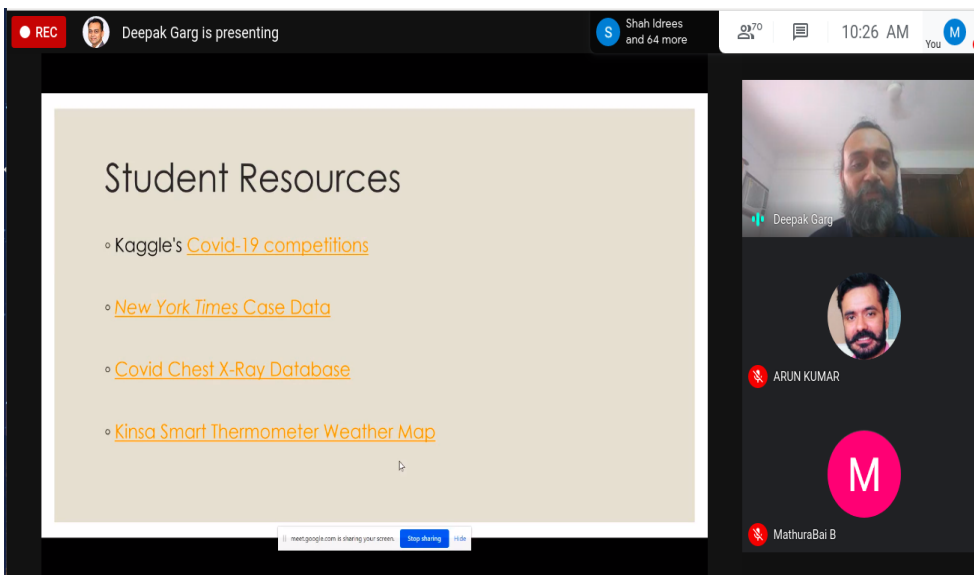 REC
Deepak Garg is presenting
S
Shah Idrees
and 64 more
70
10:26 AM
You
M
Student Resources
◦ Kaggle's Covid-19 competitions
◦ New York Times Case Data
◦ Covid Chest X-Ray Database
◦ Kinsa Smart Thermometer Weather Map
meet.google.com is sharing your screen.
Stop sharing
Hide
Deepak Garg
ARUN KUMAR
M
MathuraBai B